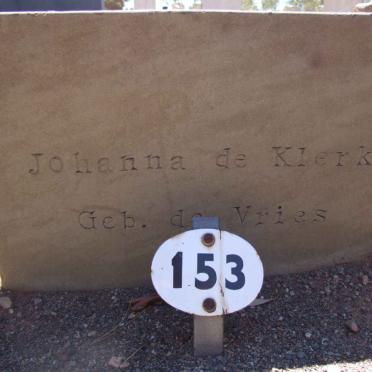 Johanna de Klerk
Geb. de Vries
153